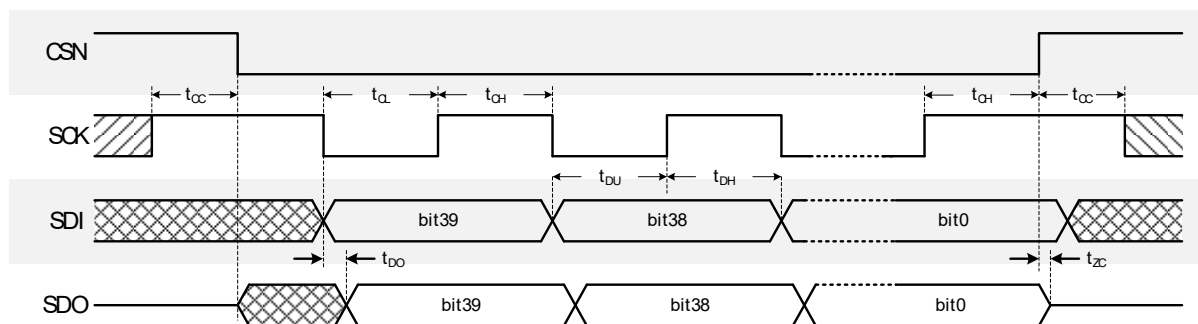 CSN
tCC tCL tCH tCH tCC
SCK
tDU tDH
SDI bit39 bit38 bit0
tDO tZC
SDO bit39 bit38 bit0